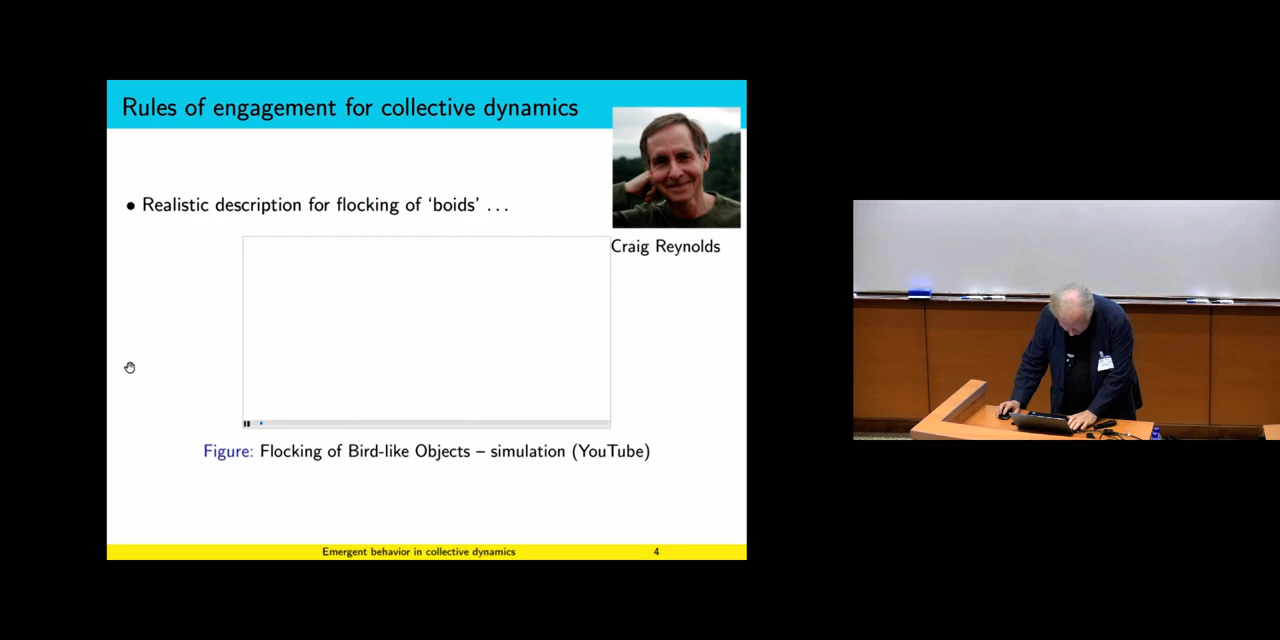 Rules of engagement for collective dynamics
• Realistic description for flocking of ‘boids’ . . .
Craig Reynolds
Figure: Flocking of Bird-like Objects – simulation (YouTube)
Emergent behavior in collective dynamics 4